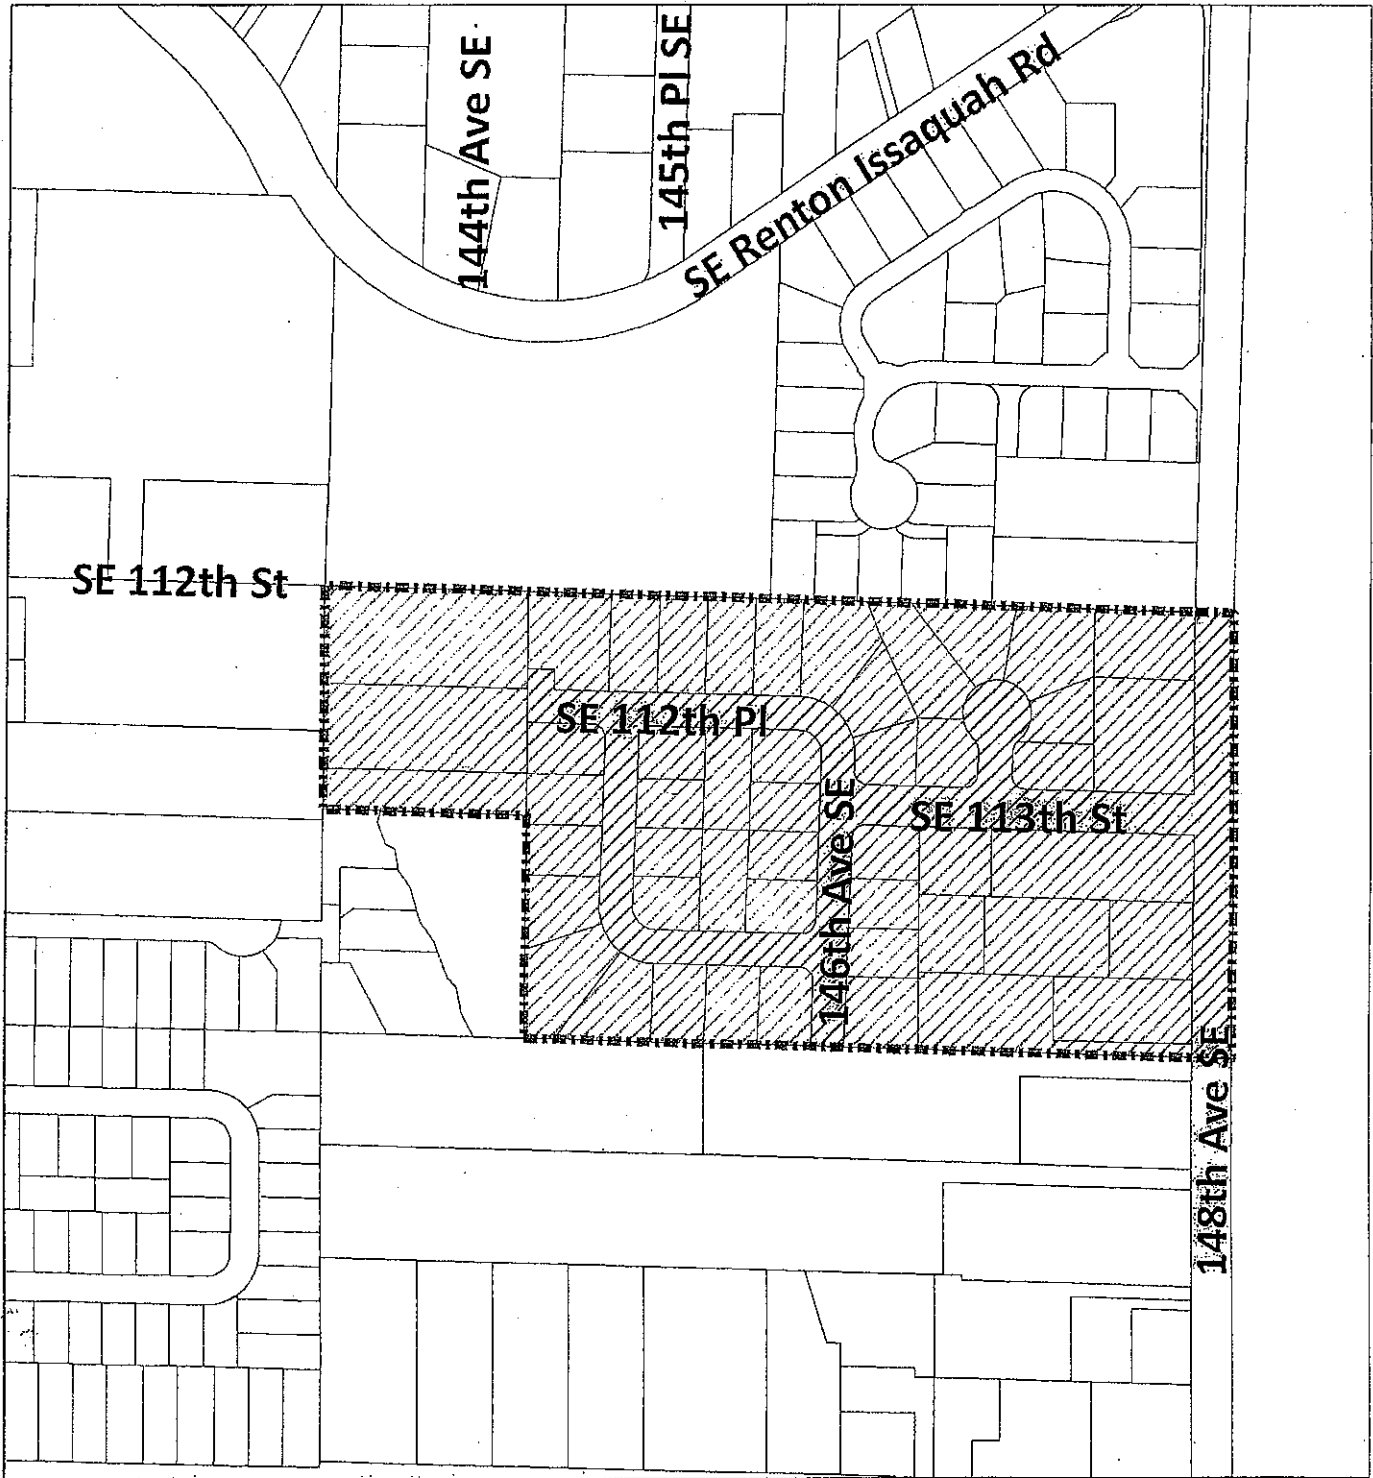 144th Ave SE
145th Pl SE
SE Renton Issaquah Rd
SE 112th St
SE 112th Pl
146th Ave SE
SE 113th St
148th Ave SE